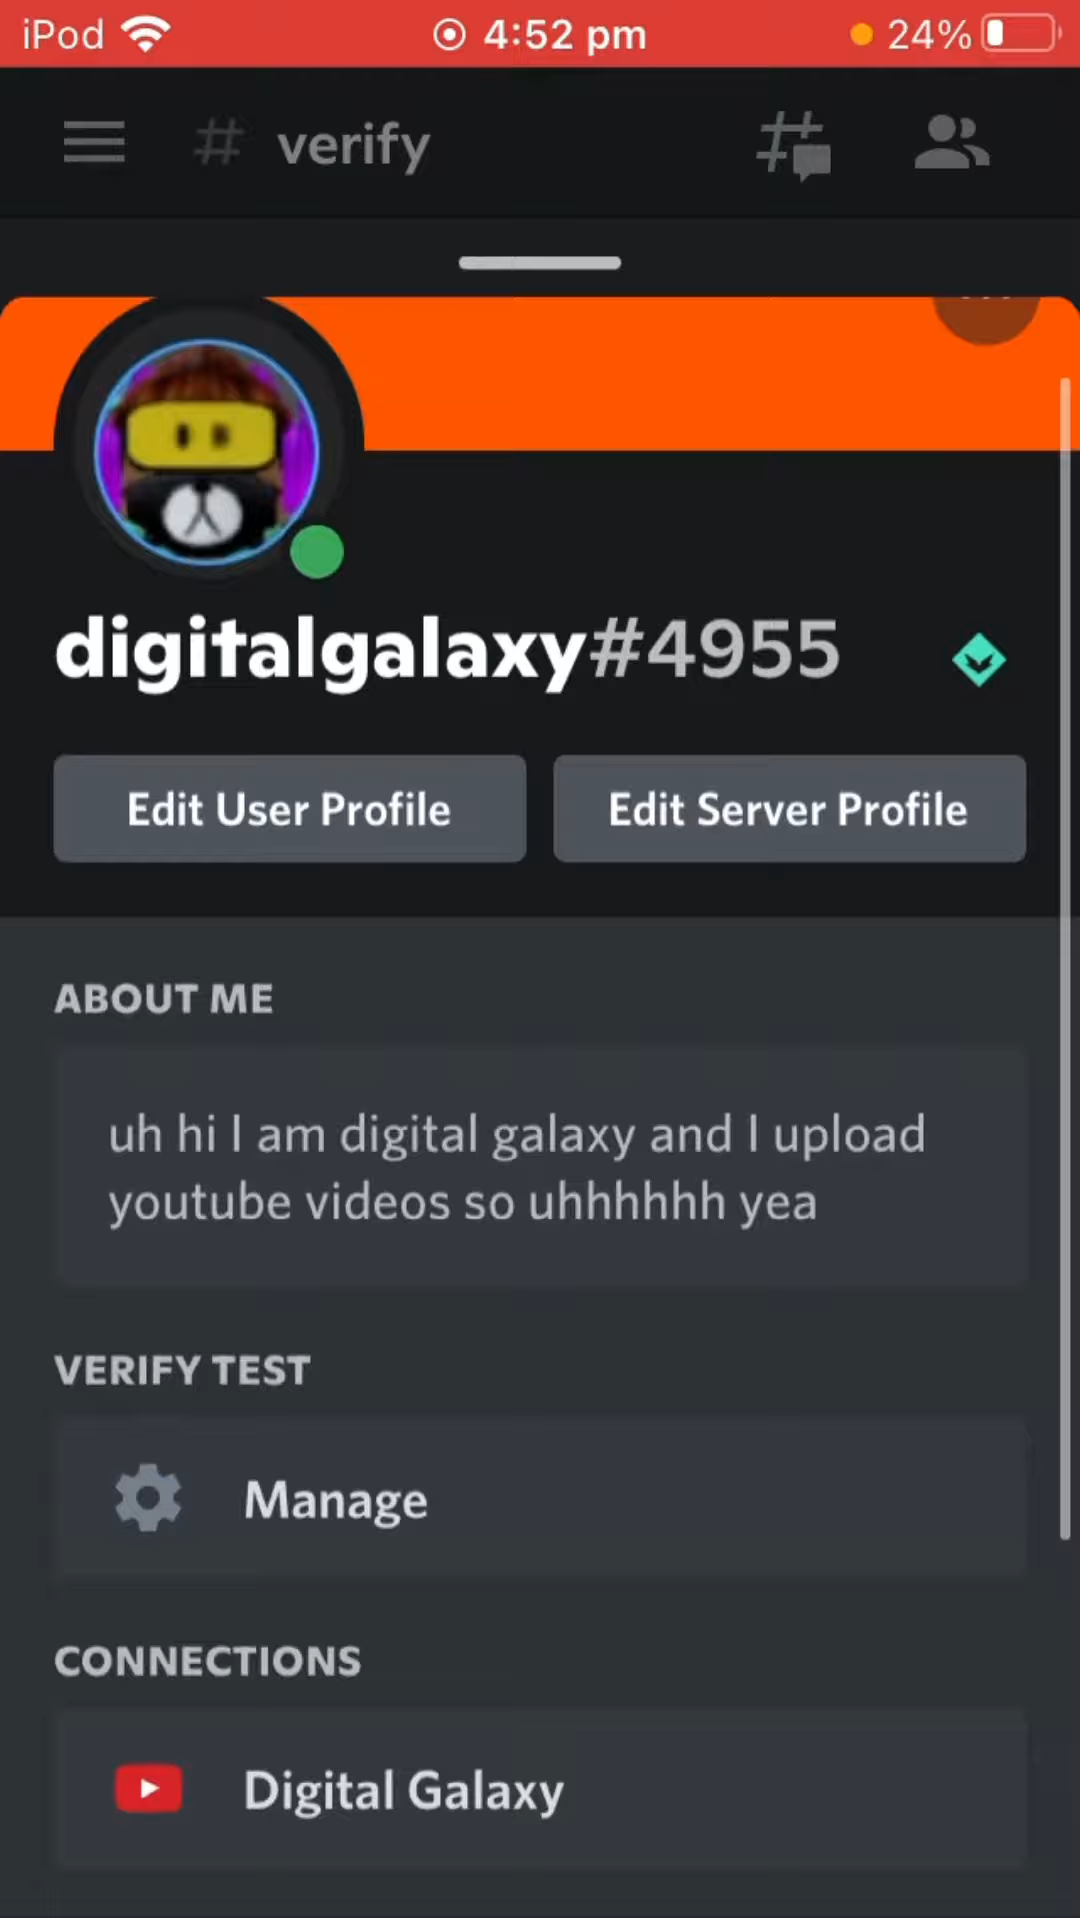 iPod 4:52 pm 24%
# verify
digitalgalaxy#4955
Edit User Profile Edit Server Profile
ABOUT ME
uh hi I am digital galaxy and I upload
youtube videos so uhhhhhh yea
VERIFY TEST
Manage
CONNECTIONS
Digital Galaxy